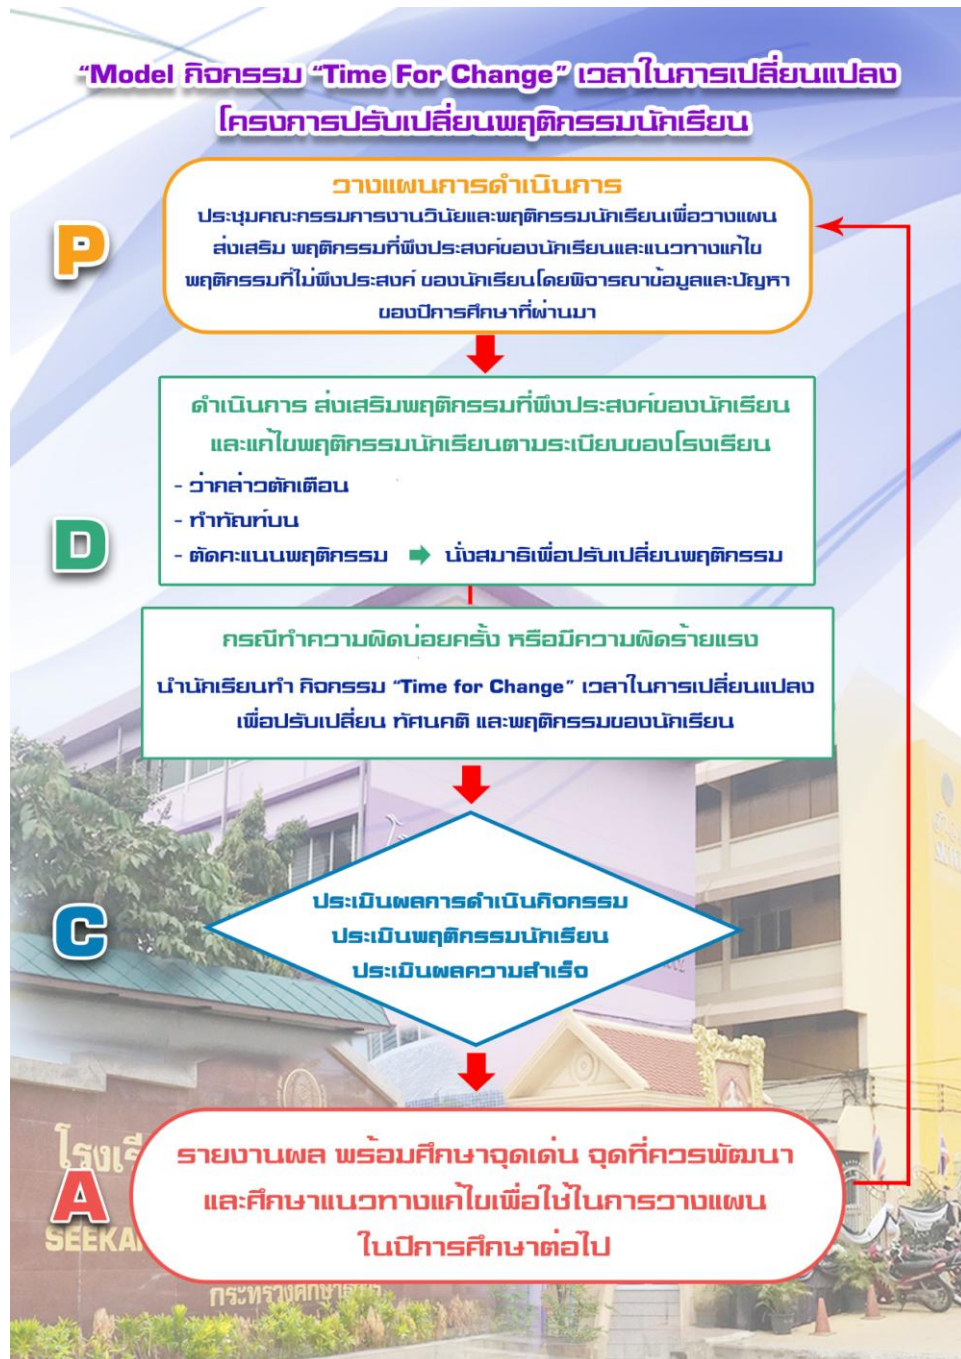 “Model กิจกรรม “Time For Change” เวลาในการเปลี่ยนแปลง
โครงการปรับเปลี่ยนพฤติกรรมนักเรียน
P
วางแผนการดำเนินการ
ประชุมคณะกรรมการงานวินัยและพฤติกรรมนักเรียนเพื่อวางแผน
ส่งเสริม พฤติกรรมที่พึงประสงค์ของนักเรียนและแนวทางแก้ไข
พฤติกรรมที่ไม่พึงประสงค์ ของนักเรียนโดยพิจารณาข้อมูลและปัญหา
ของปีการศึกษาที่ผ่านมา
D
ดำเนินการ ส่งเสริมพฤติกรรมที่พึงประสงค์ของนักเรียน
และแก้ไขพฤติกรรมนักเรียนตามระเบียบของโรงเรียน
- ว่ากล่าวตักเตือน
- ทำทัณฑ์บน
- ตัดคะแนนพฤติกรรม ➡ นั่งสมาธิเพื่อปรับเปลี่ยนพฤติกรรม
กรณีทำความผิดบ่อยครั้ง หรือมีความผิดร้ายแรง
นำนักเรียนทำ กิจกรรม “Time for Change” เวลาในการเปลี่ยนแปลง
เพื่อปรับเปลี่ยน ทัศนคติ และพฤติกรรมของนักเรียน
C
ประเมินผลการดำเนินกิจกรรม
ประเมินพฤติกรรมนักเรียน
ประเมินผลความสำเร็จ
A
รายงานผล พร้อมศึกษาจุดเด่น จุดที่ควรพัฒนา
และศึกษาแนวทางแก้ไขเพื่อใช้ในการวางแผน
ในปีการศึกษาต่อไป